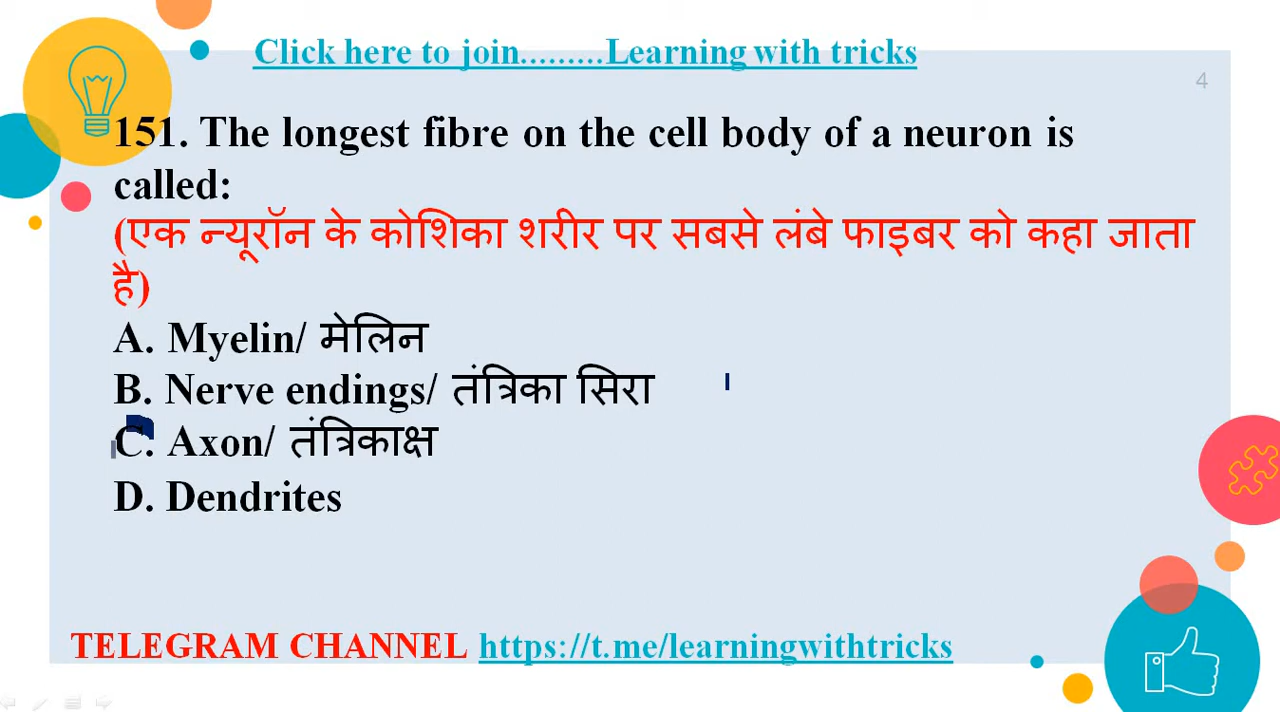 Click here to join.........Learning with tricks
4
151. The longest fibre on the cell body of a neuron is
called:
(एक न्यूरॉन के कोशिका शरीर पर सबसे लंबे फाइबर को कहा जाता
है)
A. Myelin/ मेलिन
B. Nerve endings/ तंत्रिका सिरा
C. Axon/ तंत्रिकाक्ष
D. Dendrites
TELEGRAM CHANNEL https://t.me/learningwithtricks